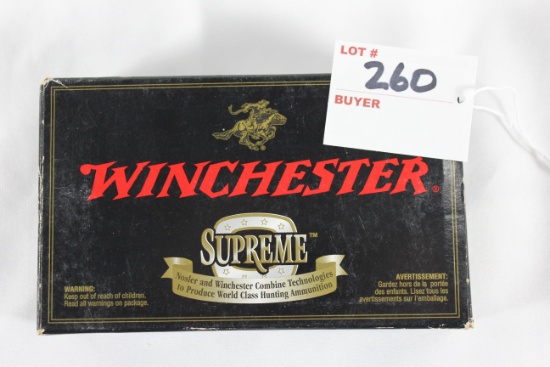 LOT #
260
BUYER
WINCHESTER®
SUPREME™
Nosler and Winchester Combine Technologies
to Produce World Class Hunting Ammunition
WARNING:
Keep out of reach of children.
Read all warnings on package.
AVERTISSEMENT:
Gardez hors de la portée
des enfants. Lisez tous les
avertissements sur l'emballage.